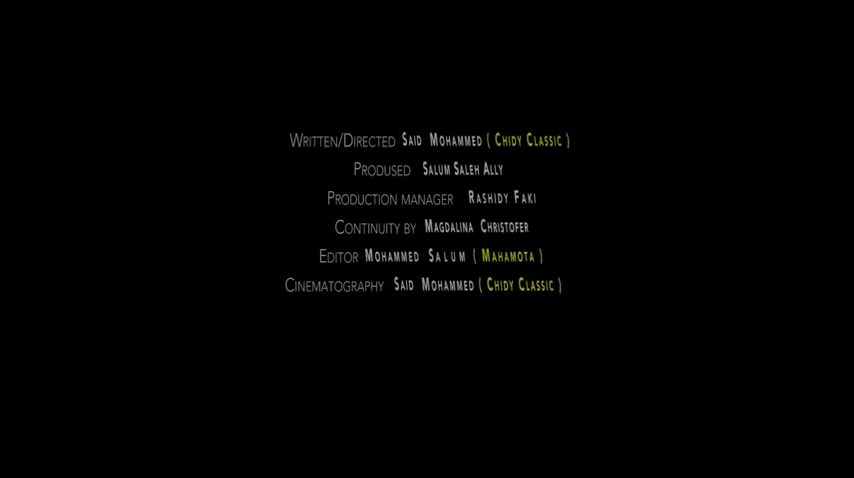 WRITTEN/DIRECTED SAID MOHAMMED ( CHIDY CLASSIC )
PRODUSED SALUM SALEH ALLY
PRODUCTION MANAGER RASHIDY FAKI
CONTINUITY BY MAGDALINA CHRISTOFER
EDITOR MOHAMMED SALUM ( MAHAMOTA )
CINEMATOGRAPHY SAID MOHAMMED ( CHIDY CLASSIC )